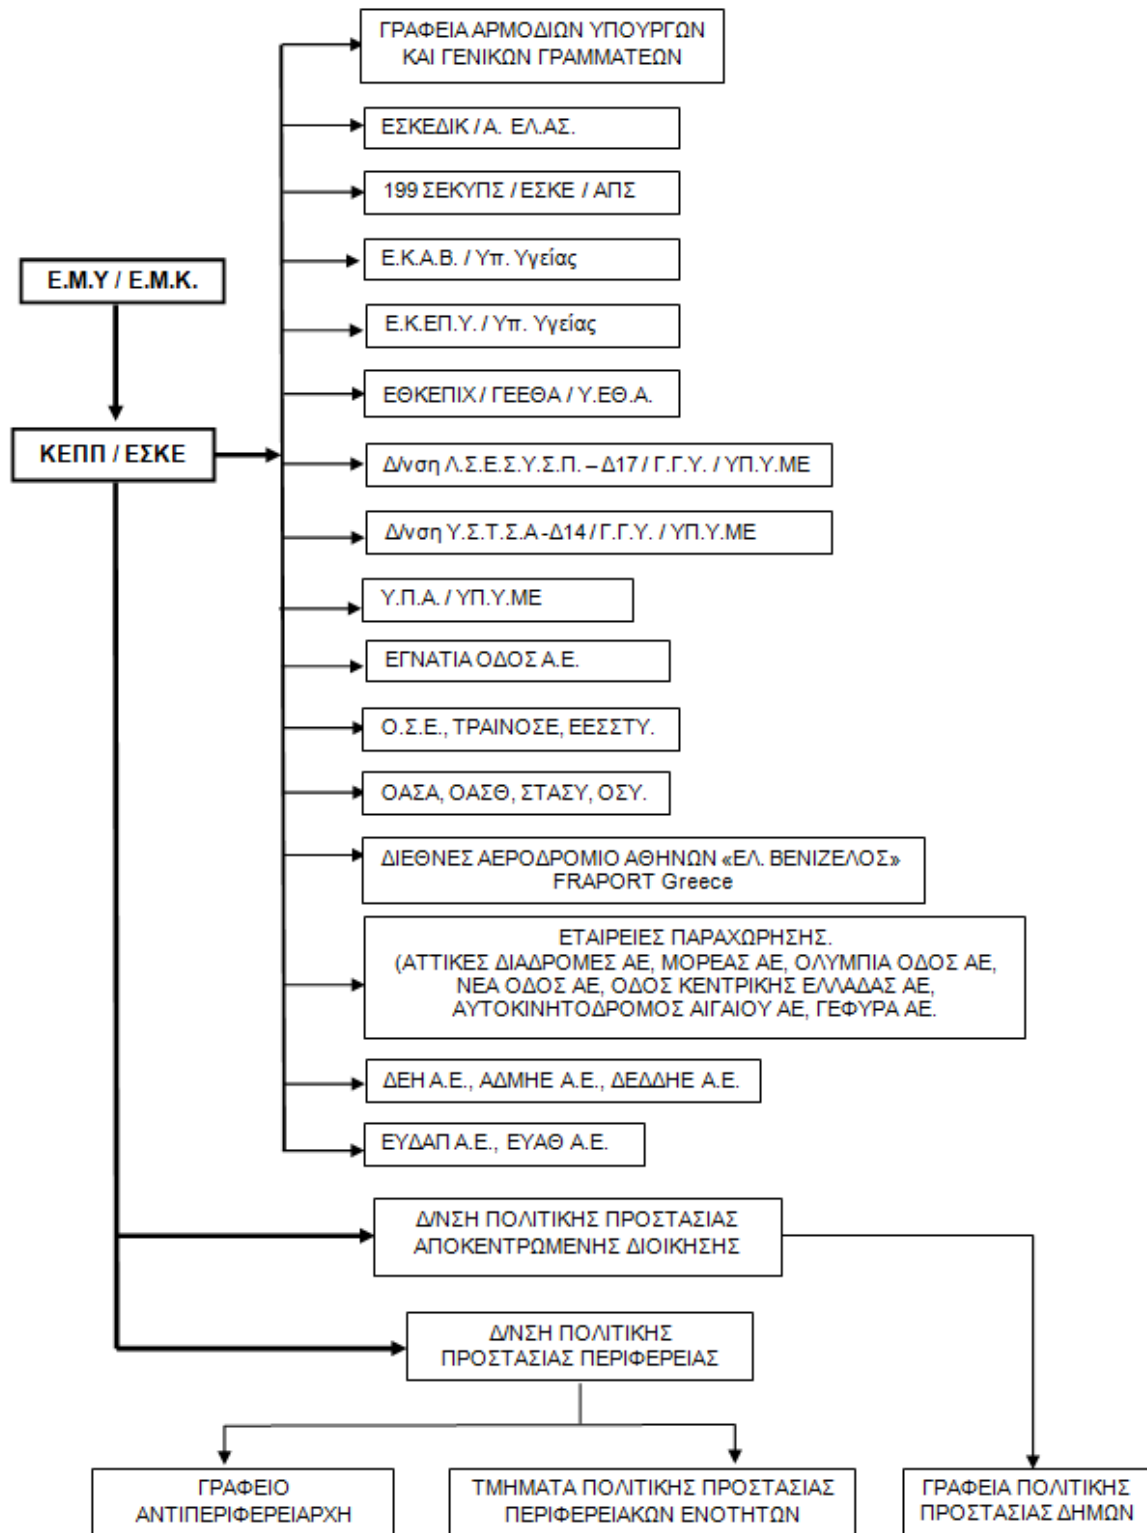 ΓΡΑΦΕΙΑ ΑΡΜΟΔΙΩΝ ΥΠΟΥΡΓΩΝ
ΚΑΙ ΓΕΝΙΚΩΝ ΓΡΑΜΜΑΤΕΩΝ
ΕΣΚΕΔΙΚ / Α. ΕΛ.ΑΣ.
199 ΣΕΚΥΠΣ / ΕΣΚΕ / ΑΠΣ
Ε.Κ.Α.Β. / Υπ. Υγείας
Ε.Μ.Υ / Ε.Μ.Κ.
Ε.Κ.ΕΠ.Υ. / Υπ. Υγείας
ΕΘΚΕΠΙΧ / ΓΕΕΘΑ / Υ.ΕΘ.Α.
ΚΕΠΠ / ΕΣΚΕ
Δ/νση Λ.Σ.Ε.Σ.Υ.Σ.Π. – Δ17 / Γ.Γ.Υ. / ΥΠ.Υ.ΜΕ
Δ/νση Υ.Σ.Τ.Σ.Α -Δ14 / Γ.Γ.Υ. / ΥΠ.Υ.ΜΕ
Υ.Π.Α. / ΥΠ.Υ.ΜΕ
ΕΓΝΑΤΙΑ ΟΔΟΣ Α.Ε.
Ο.Σ.Ε., ΤΡΑΙΝΟΣΕ, ΕΕΣΣΤΥ.
ΟΑΣΑ, ΟΑΣΘ, ΣΤΑΣΥ, ΟΣΥ.
ΔΙΕΘΝΕΣ ΑΕΡΟΔΡΟΜΙΟ ΑΘΗΝΩΝ «ΕΛ. ΒΕΝΙΖΕΛΟΣ»
FRAPORT Greece
ΕΤΑΙΡΕΙΕΣ ΠΑΡΑΧΩΡΗΣΗΣ.
(ΑΤΤΙΚΕΣ ΔΙΑΔΡΟΜΕΣ ΑΕ, ΜΟΡΕΑΣ ΑΕ, ΟΛΥΜΠΙΑ ΟΔΟΣ ΑΕ,
ΝΕΑ ΟΔΟΣ ΑΕ, ΟΔΟΣ ΚΕΝΤΡΙΚΗΣ ΕΛΛΑΔΑΣ ΑΕ,
ΑΥΤΟΚΙΝΗΤΟΔΡΟΜΟΣ ΑΙΓΑΙΟΥ ΑΕ, ΓΕΦΥΡΑ ΑΕ.
ΔΕΗ Α.Ε., ΑΔΜΗΕ Α.Ε., ΔΕΔΔΗΕ Α.Ε.
ΕΥΔΑΠ Α.Ε., ΕΥΑΘ Α.Ε.
Δ/ΝΣΗ ΠΟΛΙΤΙΚΗΣ ΠΡΟΣΤΑΣΙΑΣ
ΑΠΟΚΕΝΤΡΩΜΕΝΗΣ ΔΙΟΙΚΗΣΗΣ
Δ/ΝΣΗ ΠΟΛΙΤΙΚΗΣ
ΠΡΟΣΤΑΣΙΑΣ ΠΕΡΙΦΕΡΕΙΑΣ
ΓΡΑΦΕΙΟ
ΑΝΤΙΠΕΡΙΦΕΡΕΙΑΡΧΗ
ΤΜΗΜΑΤΑ ΠΟΛΙΤΙΚΗΣ ΠΡΟΣΤΑΣΙΑΣ
ΠΕΡΙΦΕΡΕΙΑΚΩΝ ΕΝΟΤΗΤΩΝ
ΓΡΑΦΕΙΑ ΠΟΛΙΤΙΚΗΣ
ΠΡΟΣΤΑΣΙΑΣ ΔΗΜΩΝ